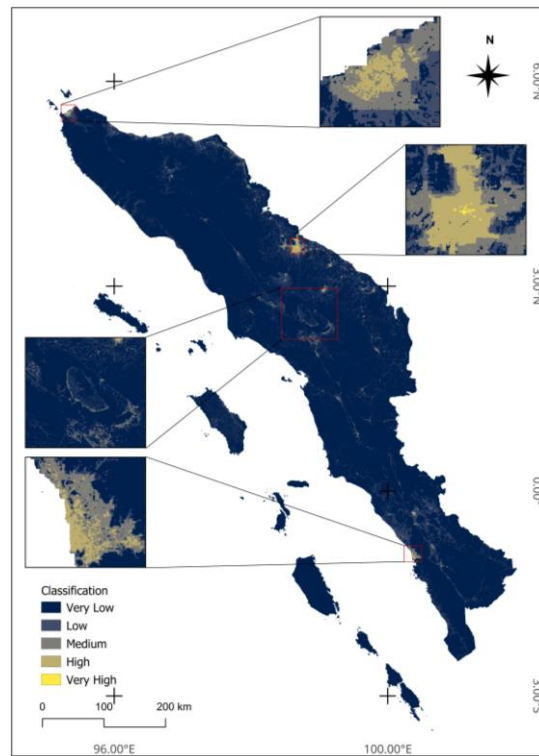 N
6.00°N
3.00°N
0.00°
3.00°S
Classification
Very Low
Low
Medium
High
Very High
0 100 200 km
96.00°E 100.00°E